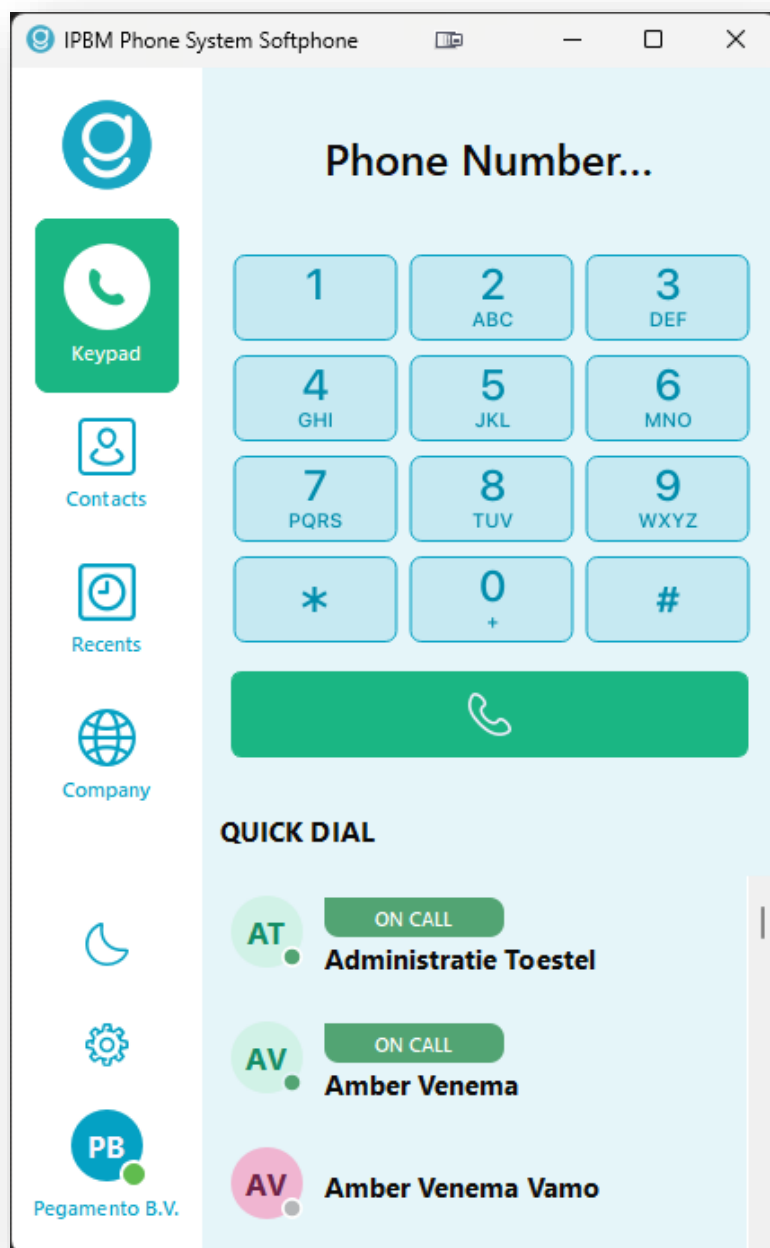 IPBM Phone System Softphone
Phone Number...
Keypad
Contacts
Recents
Company
1
2
ABC
3
DEF
4
GHI
5
JKL
6
MNO
7
PQRS
8
TUV
9
WXYZ
*
0
+
#
QUICK DIAL
AT
ON CALL
Administratie Toestel
AV
ON CALL
Amber Venema
AV
Amber Venema Vamo
PB
Pegamento B.V.